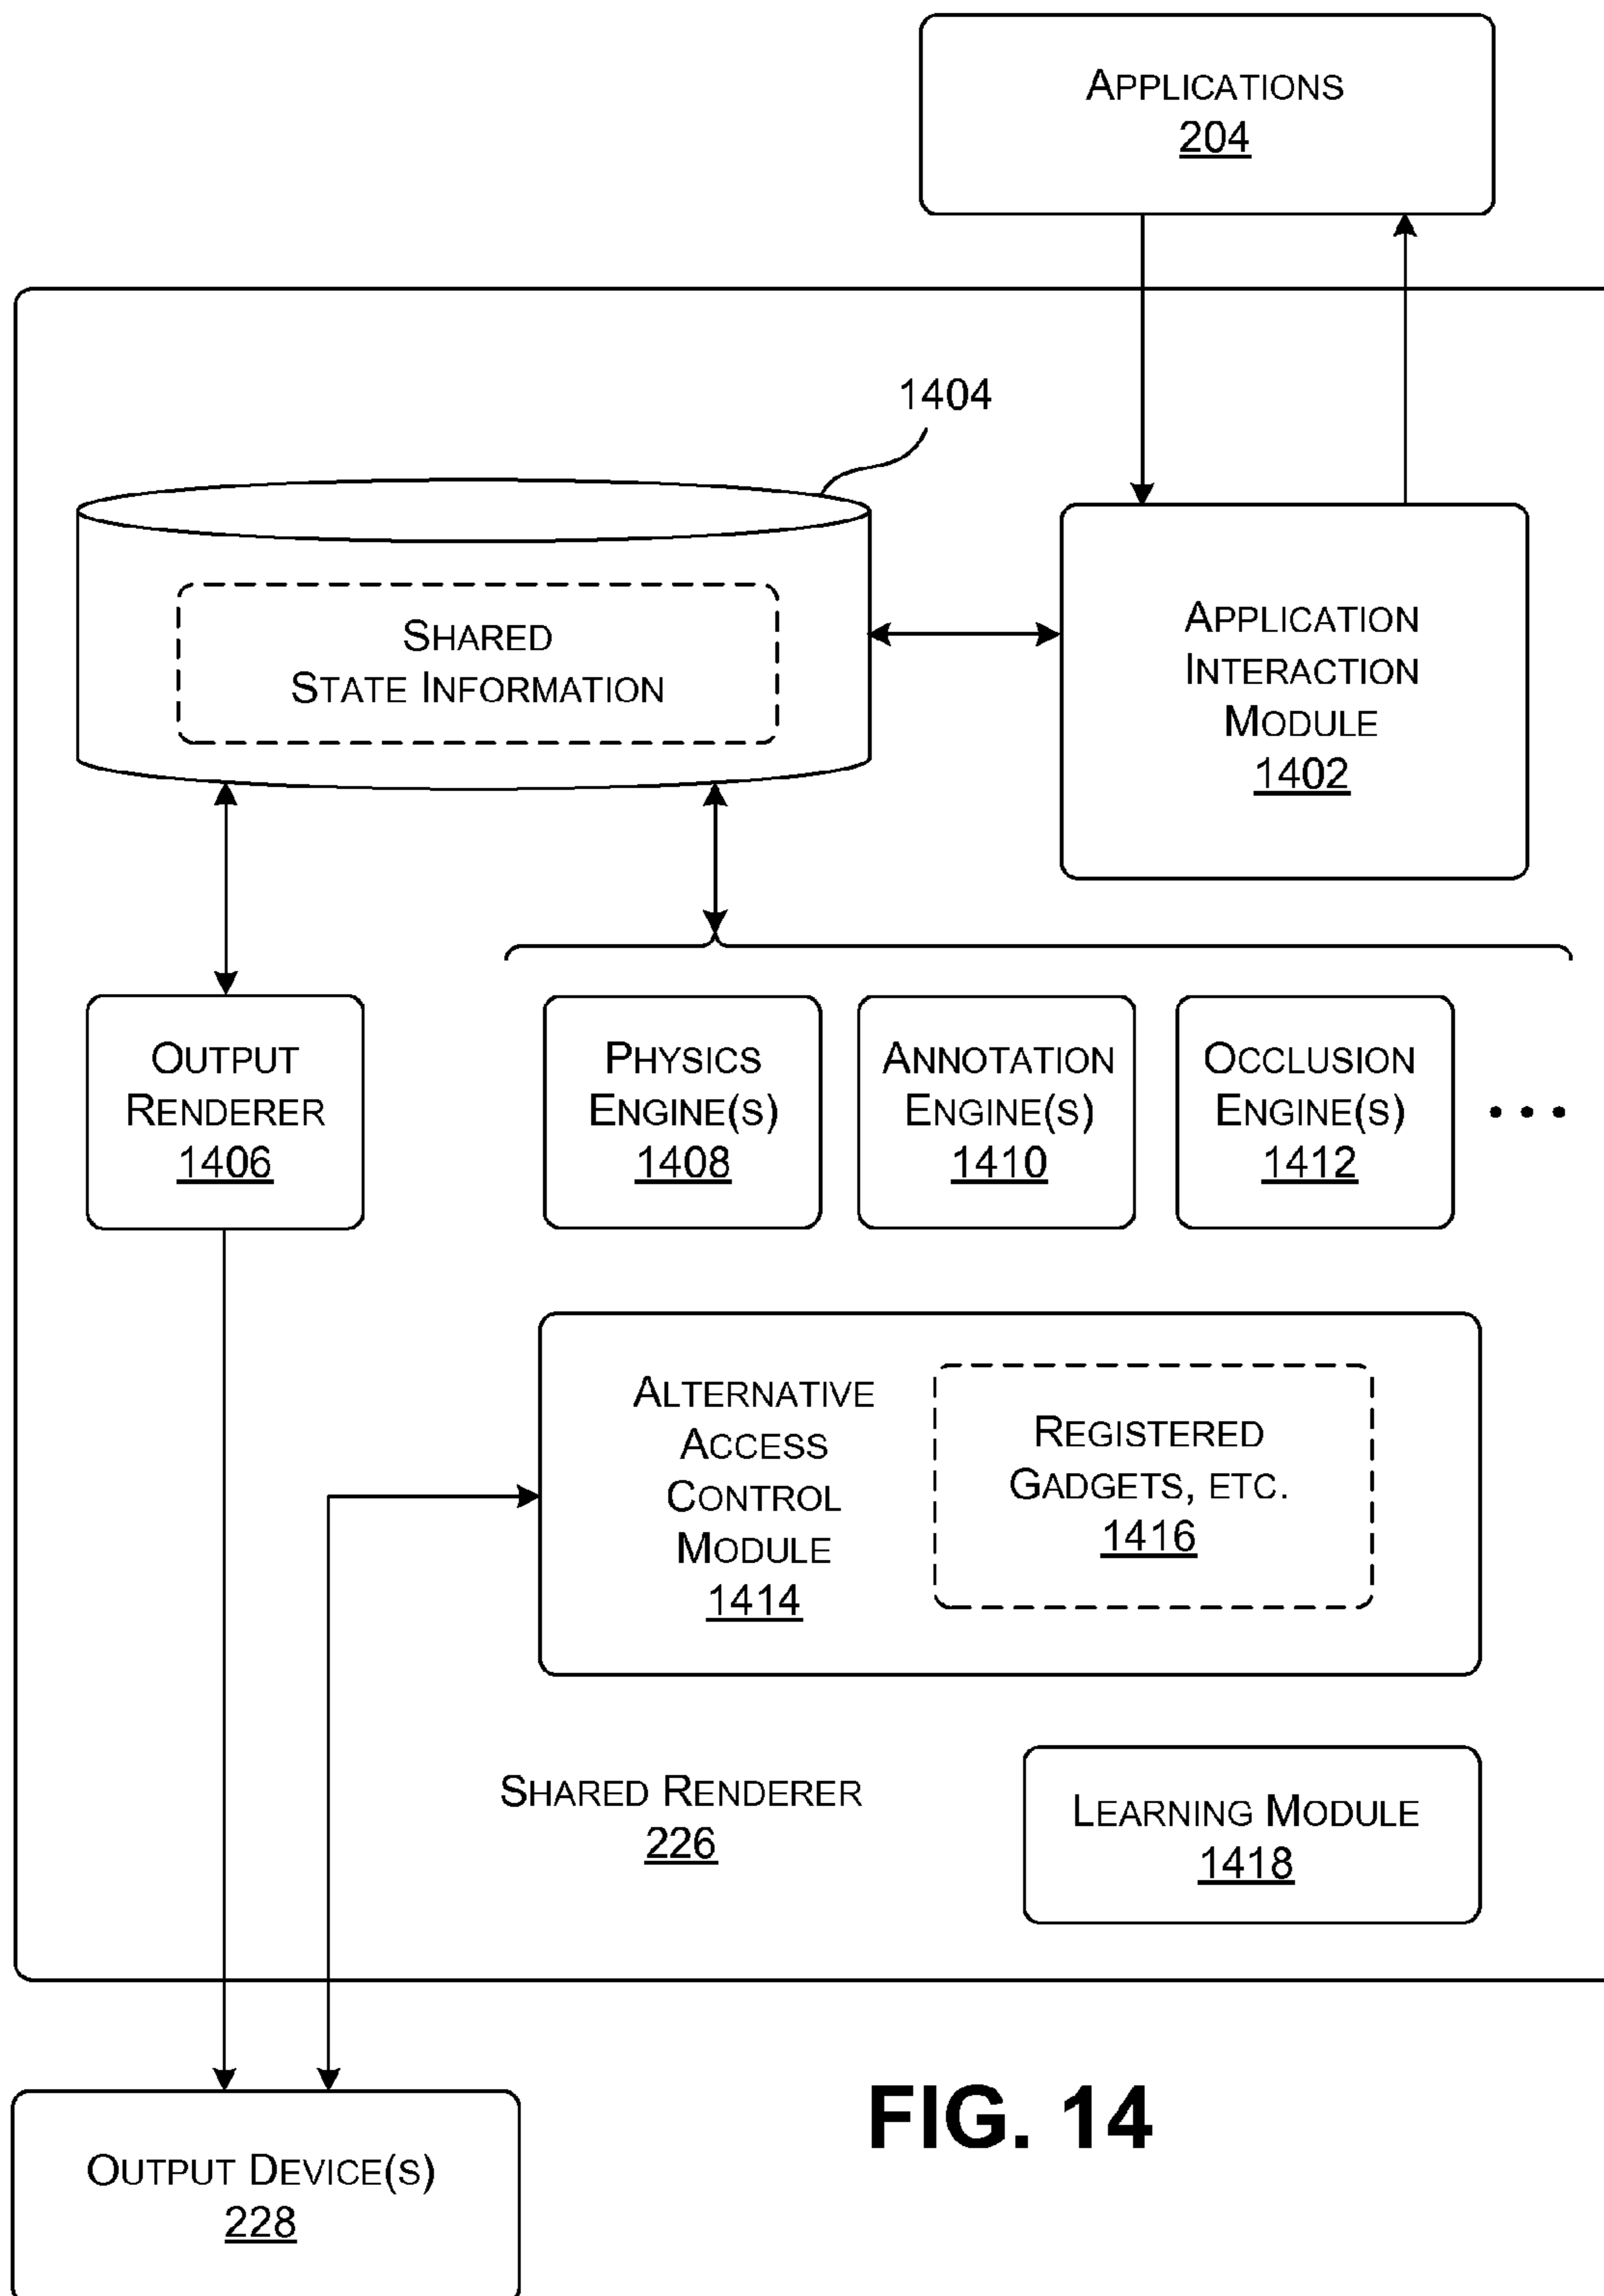 APPLICATIONS
204
1404
SHARED
STATE INFORMATION
APPLICATION
INTERACTION
MODULE
1402
OUTPUT
RENDERER
1406
PHYSICS
ENGINE(S)
1408
ANNOTATION
ENGINE(S)
1410
OCCLUSION
ENGINE(S)
1412
• • •
ALTERNATIVE
ACCESS
CONTROL
MODULE
1414
REGISTERED
GADGETS, ETC.
1416
SHARED RENDERER
226
LEARNING MODULE
1418
OUTPUT DEVICE(S)
228
FIG. 14